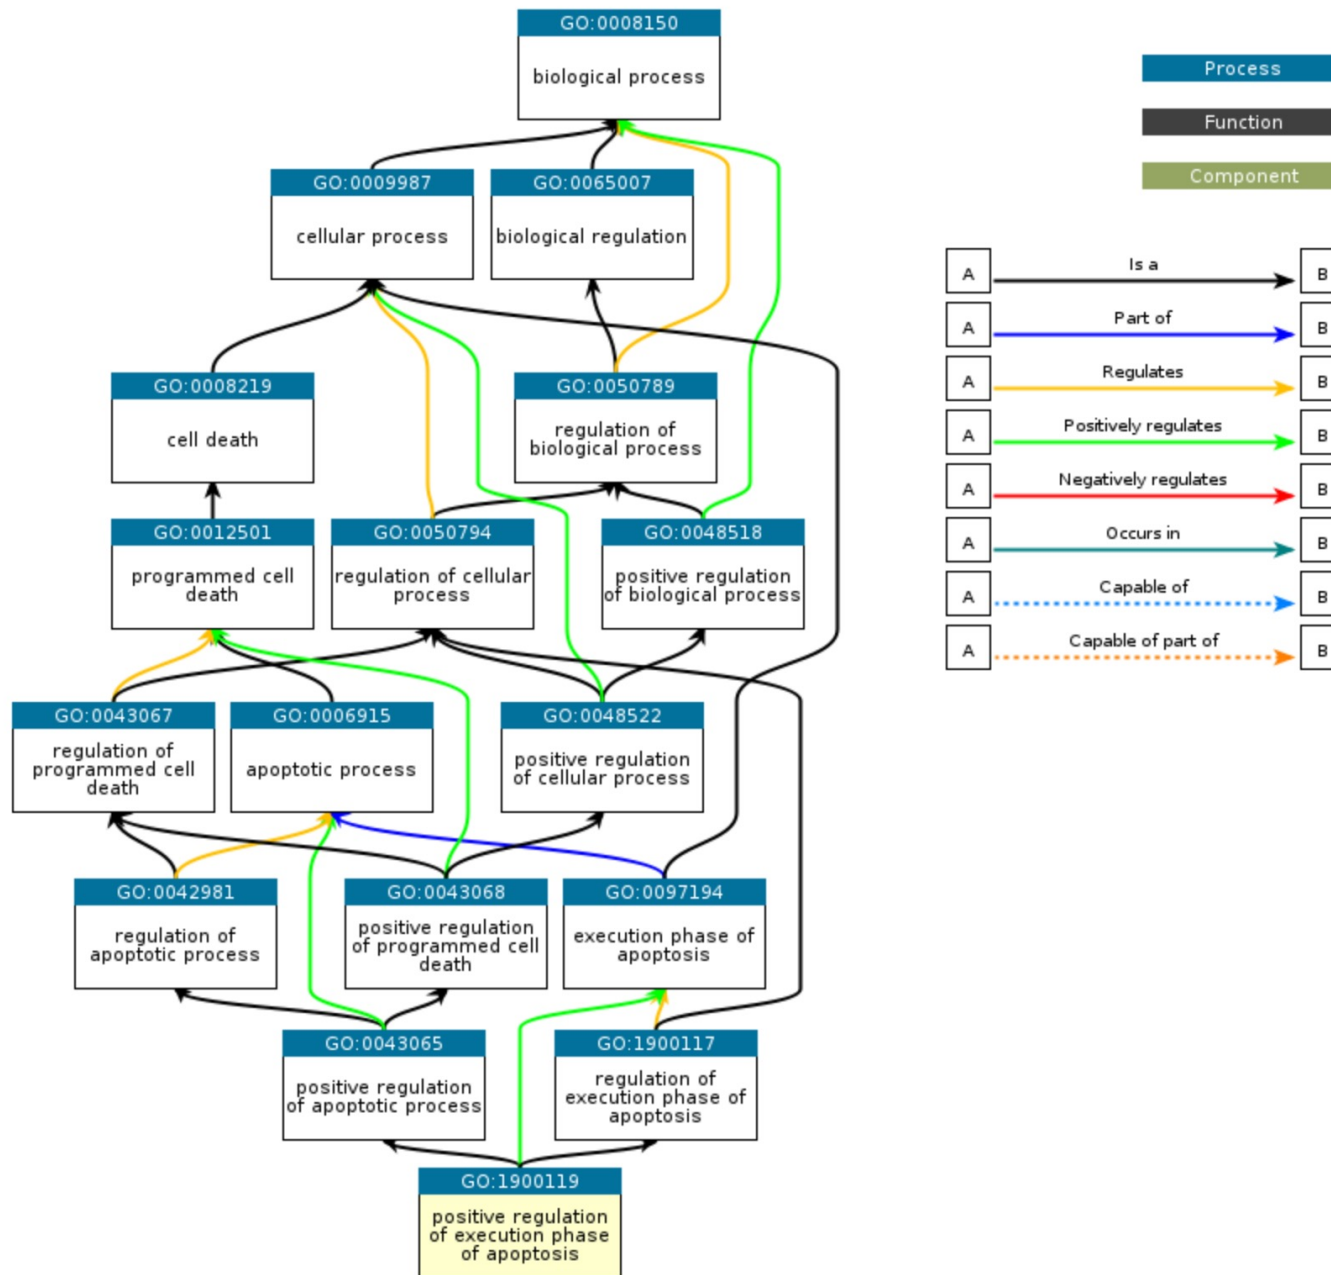 GO:0008150
biological process
Process
Function
Component
GO:0009987
cellular process
GO:0065007
biological regulation
A
Is a
B
A
Part of
B
A
Regulates
B
A
Positively regulates
B
A
Negatively regulates
B
A
Occurs in
B
A
Capable of
B
A
Capable of part of
B
GO:0008219
cell death
GO:0050789
regulation of
biological process
GO:0012501
programmed cell
death
GO:0050794
regulation of cellular
process
GO:0048518
positive regulation
of biological process
GO:0043067
regulation of
programmed cell
death
GO:0006915
apoptotic process
GO:0048522
positive regulation
of cellular process
GO:0042981
regulation of
apoptotic process
GO:0043068
positive regulation
of programmed cell
death
GO:0097194
execution phase of
apoptosis
GO:0043065
positive regulation
of apoptotic process
GO:1900117
regulation of
execution phase of
apoptosis
GO:1900119
positive regulation
of execution phase
of apoptosis